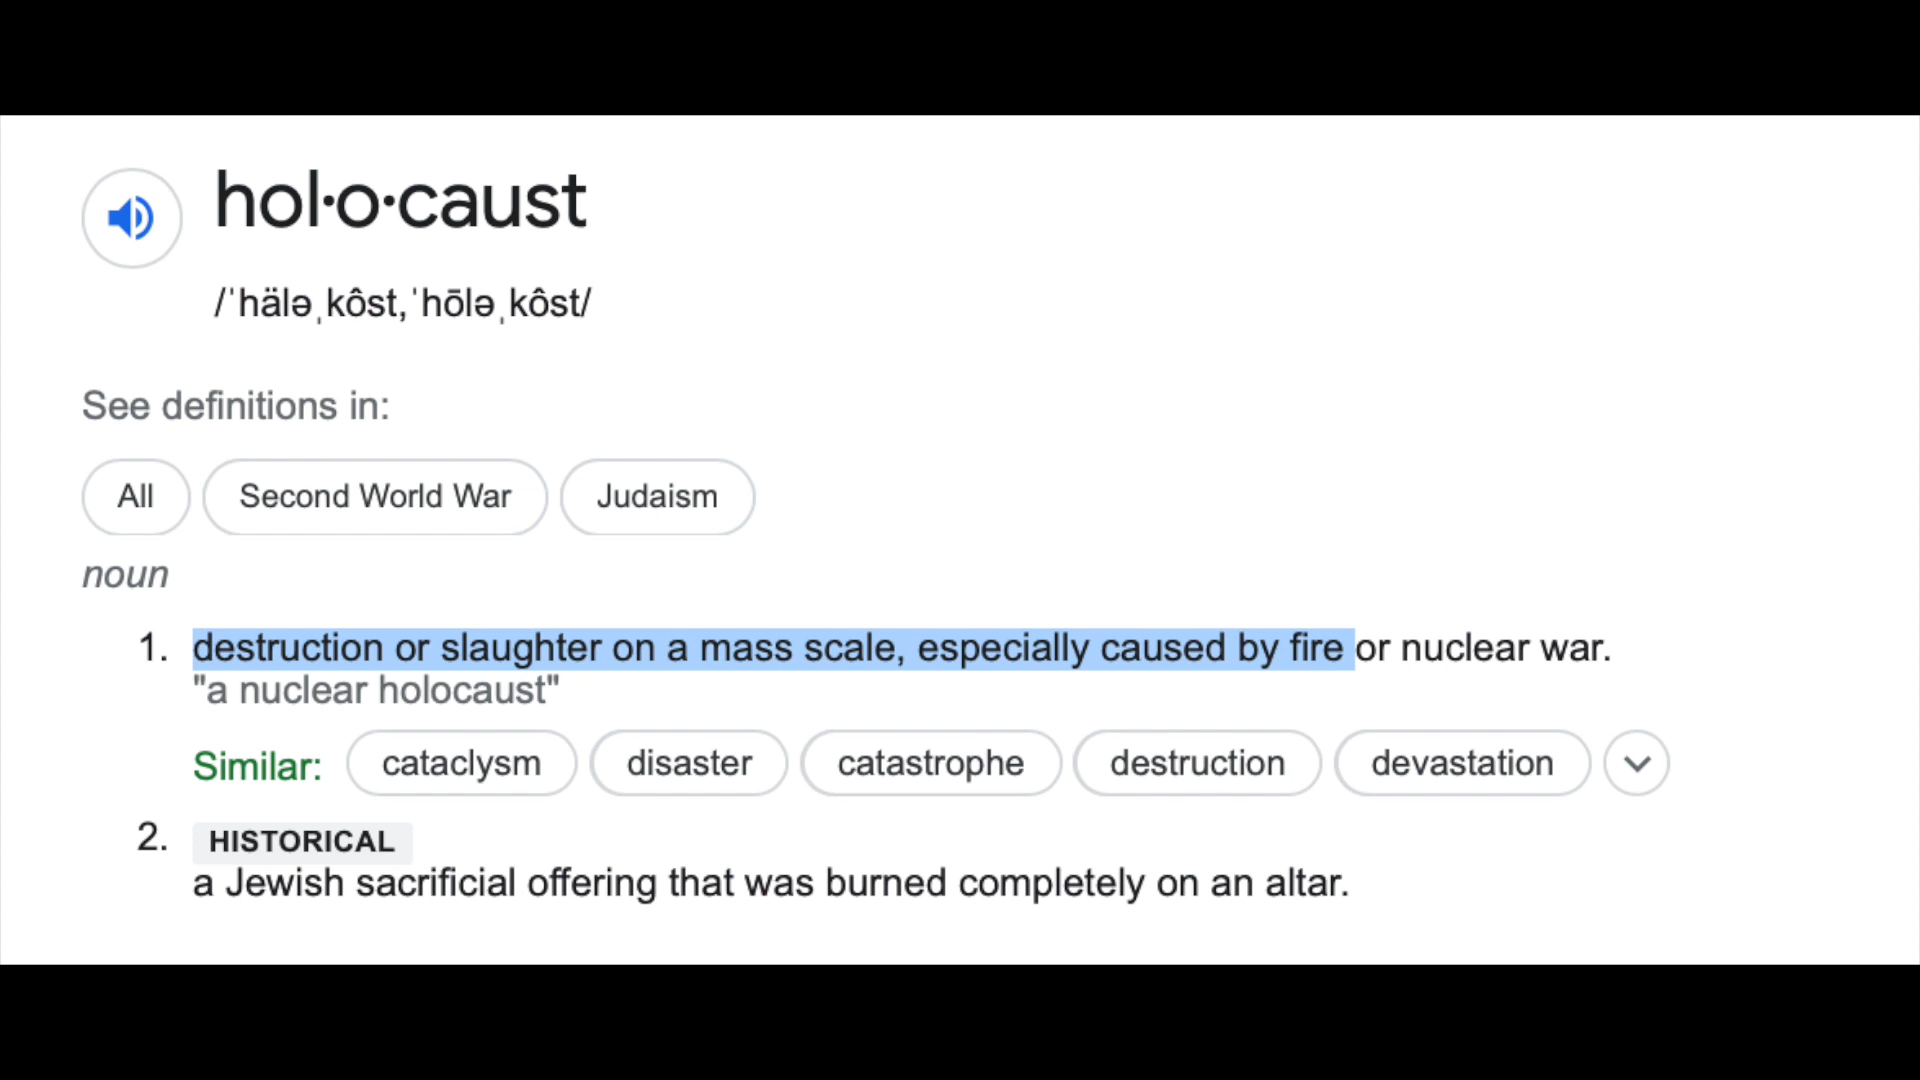 hol·o·caust
/ˈhäləˌkôst,ˈhōləˌkôst/
See definitions in:
All Second World War Judaism
noun
1. destruction or slaughter on a mass scale, especially caused by fire or nuclear war.
"a nuclear holocaust"
Similar: cataclysm disaster catastrophe destruction devastation
2. HISTORICAL
a Jewish sacrificial offering that was burned completely on an altar.